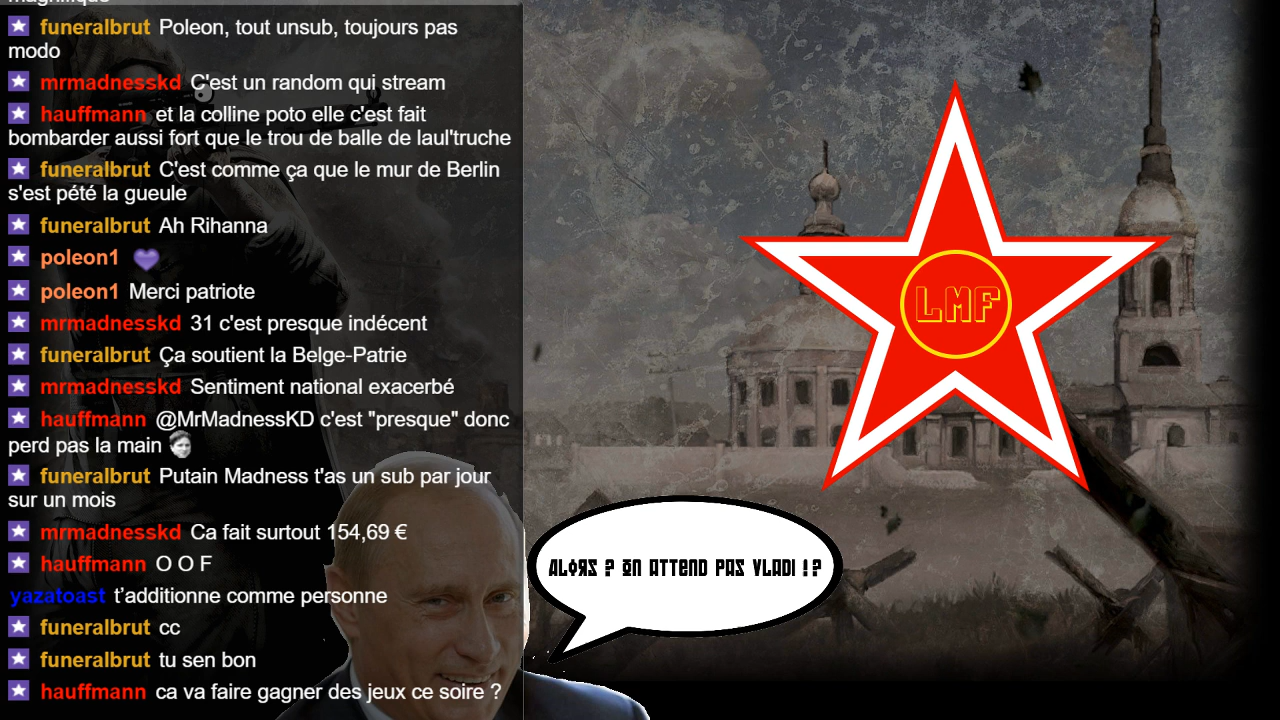 magnifique
funeralbrut Poleon, tout unsub, toujours pas
modo
mrmadnesskd C'est un random qui stream
hauffmann et la colline poto elle c'est fait
bombarder aussi fort que le trou de balle de laul'truche
funeralbrut C'est comme ça que le mur de Berlin
s'est pété la gueule
funeralbrut Ah Rihanna
poleon1
poleon1 Merci patriote
mrmadnesskd 31 c'est presque indécent
funeralbrut Ça soutient la Belge-Patrie
mrmadnesskd Sentiment national exacerbé
hauffmann @MrMadnessKD c'est "presque" donc
perd pas la main
funeralbrut Putain Madness t'as un sub par jour
sur un mois
mrmadnesskd Ca fait surtout 154,69 €
hauffmann O O F
yazatoast t'additionne comme personne
funeralbrut cc
funeralbrut tu sen bon
hauffmann ca va faire gagner des jeux ce soire ?
LMF
ALORS ? ON ATTEND PAS VLADI !?